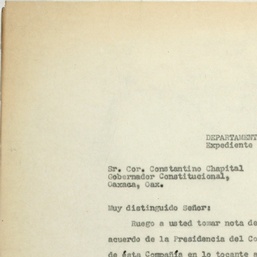 DEPARTAMENT
Expediente
Sr. Cor. Constantino Chapital
Gobernador Constitucional,
Oaxaca, Oax.
Muy distinguido Señor:
Ruego a usted tomar nota de
acuerdo de la Presidencia del Co
de ésta Compañía en lo tocante a